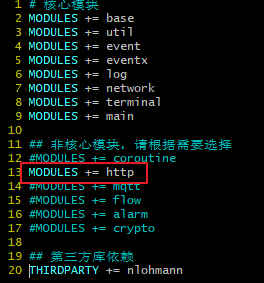 1 # 核心模块
2 MODULES += base
3 MODULES += util
4 MODULES += event
5 MODULES += eventx
6 MODULES += log
7 MODULES += network
8 MODULES += terminal
9 MODULES += main
10
11 ## 非核心模块，请根据需要选择
12 #MODULES += coroutine
13 MODULES += http
14 #MODULES += mqtt
15 #MODULES += flow
16 #MODULES += alarm
17 #MODULES += crypto
18
19 ## 第三方库依赖
20 THIRDPARTY += nlohmann